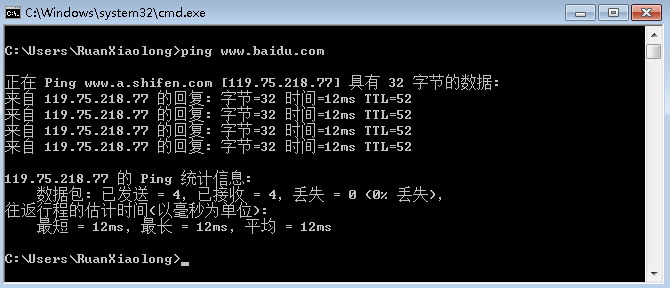 C:\Windows\system32\cmd.exe
C:\Users\RuanXiaolong>ping www.baidu.com
正在 Ping www.a.shifen.com [119.75.218.77] 具有 32 字节的数据:
来自 119.75.218.77 的回复: 字节=32 时间=12ms TTL=52
来自 119.75.218.77 的回复: 字节=32 时间=12ms TTL=52
来自 119.75.218.77 的回复: 字节=32 时间=12ms TTL=52
来自 119.75.218.77 的回复: 字节=32 时间=12ms TTL=52
119.75.218.77 的 Ping 统计信息:
数据包: 已发送 = 4, 已接收 = 4, 丢失 = 0 (0% 丢失),
往返行程的估计时间(以毫秒为单位):
最短 = 12ms, 最长 = 12ms, 平均 = 12ms
C:\Users\RuanXiaolong>_